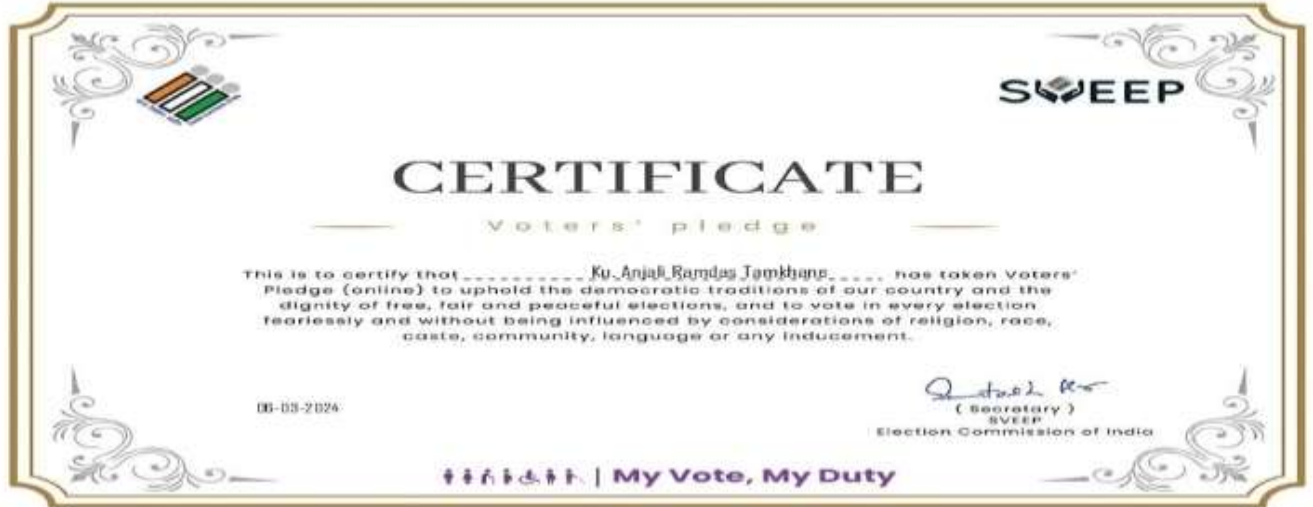 SVEEP
CERTIFICATE
Voters' pledge
This is to certify that Ku. Anjali Ramdas Tamkhane has taken Voters'
Pledge (online) to uphold the democratic traditions of our country and the
dignity of free, fair and peaceful elections, and to vote in every election
fearlessly and without being influenced by considerations of religion, race,
caste, community, language or any inducement.
06-03-2024
( Secretary )
SVEEP
Election Commission of India
| My Vote, My Duty